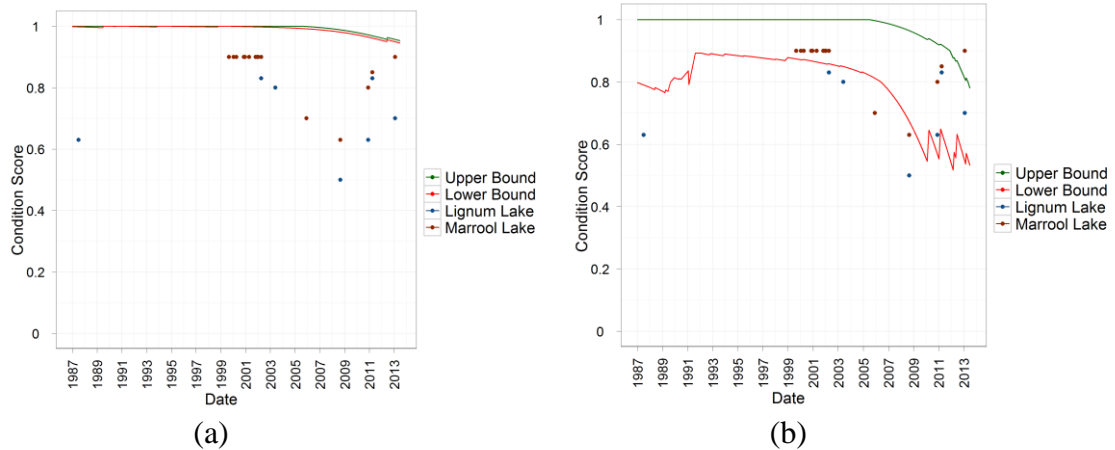 Condition Score
1
0.8
0.6
0.4
0.2
0
1987 1989 1991 1993 1995 1997 1999 2001 2003 2005 2007 2009 2011 2013
Date
Upper Bound
Lower Bound
Lignum Lake
Marrool Lake
(a)
Condition Score
1
0.8
0.6
0.4
0.2
0
1987 1989 1991 1993 1995 1997 1999 2001 2003 2005 2007 2009 2011 2013
Date
Upper Bound
Lower Bound
Lignum Lake
Marrool Lake
(b)